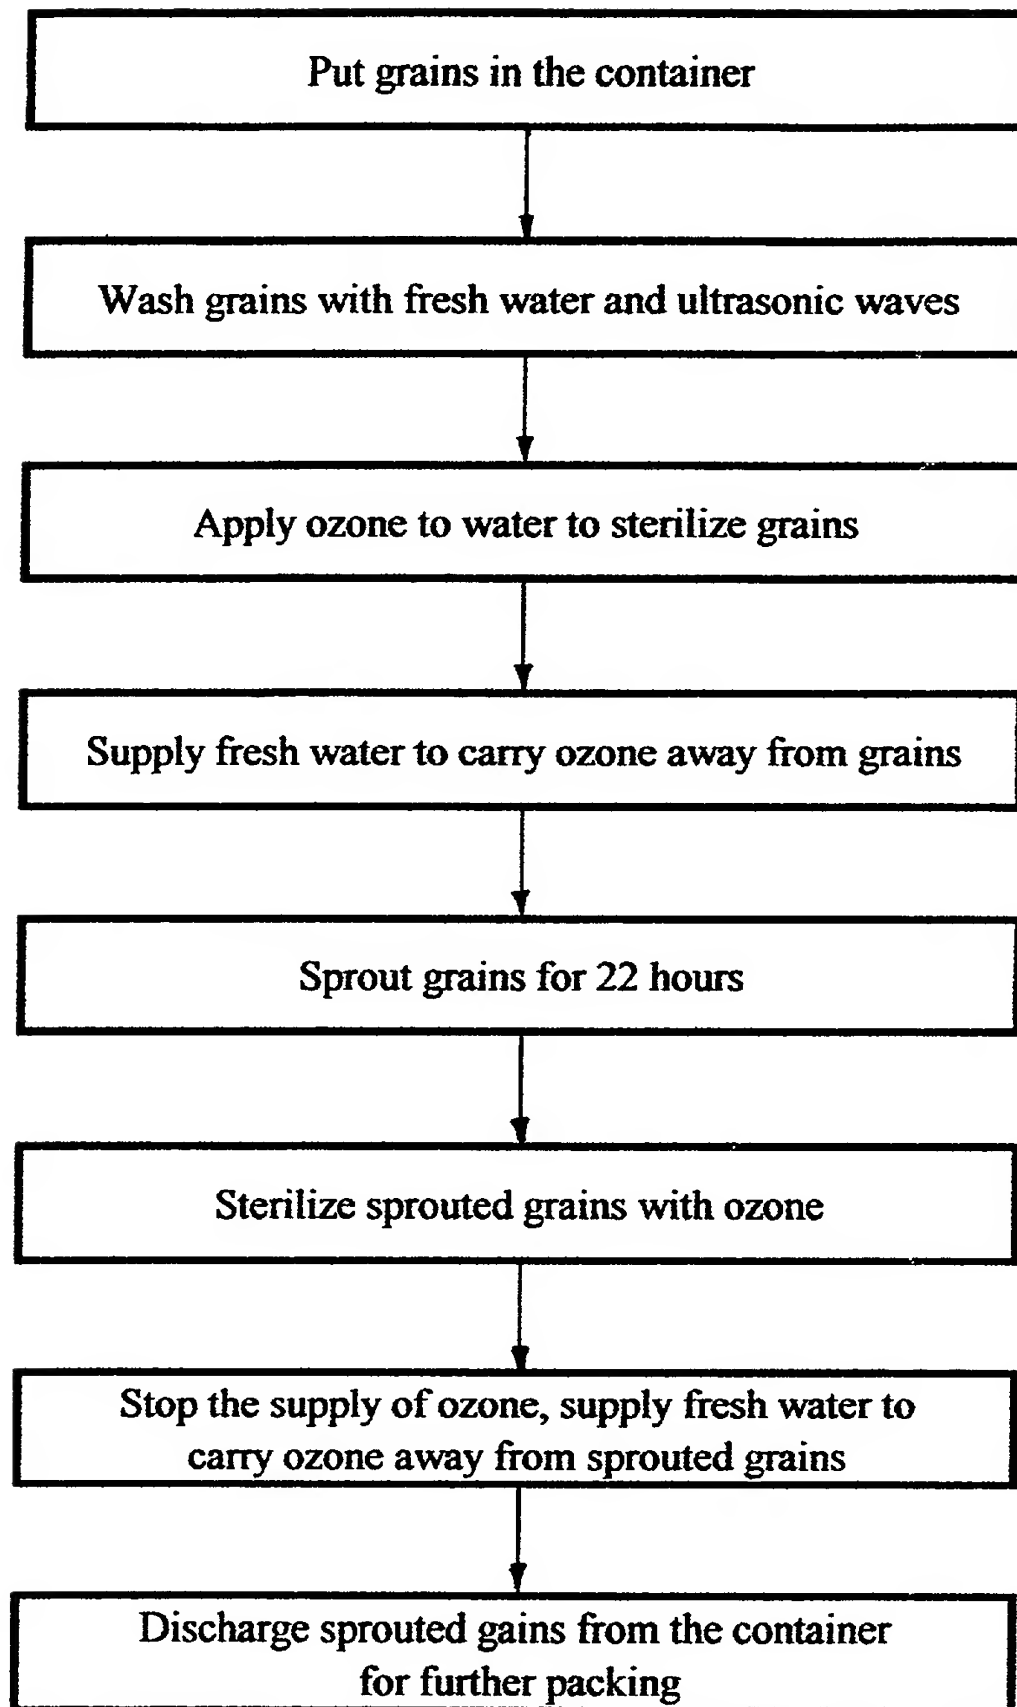 Put grains in the container
Wash grains with fresh water and ultrasonic waves
Apply ozone to water to sterilize grains
Supply fresh water to carry ozone away from grains
Sprout grains for 22 hours
Sterilize sprouted grains with ozone
Stop the supply of ozone, supply fresh water to
carry ozone away from sprouted grains
Discharge sprouted gains from the container
for further packing